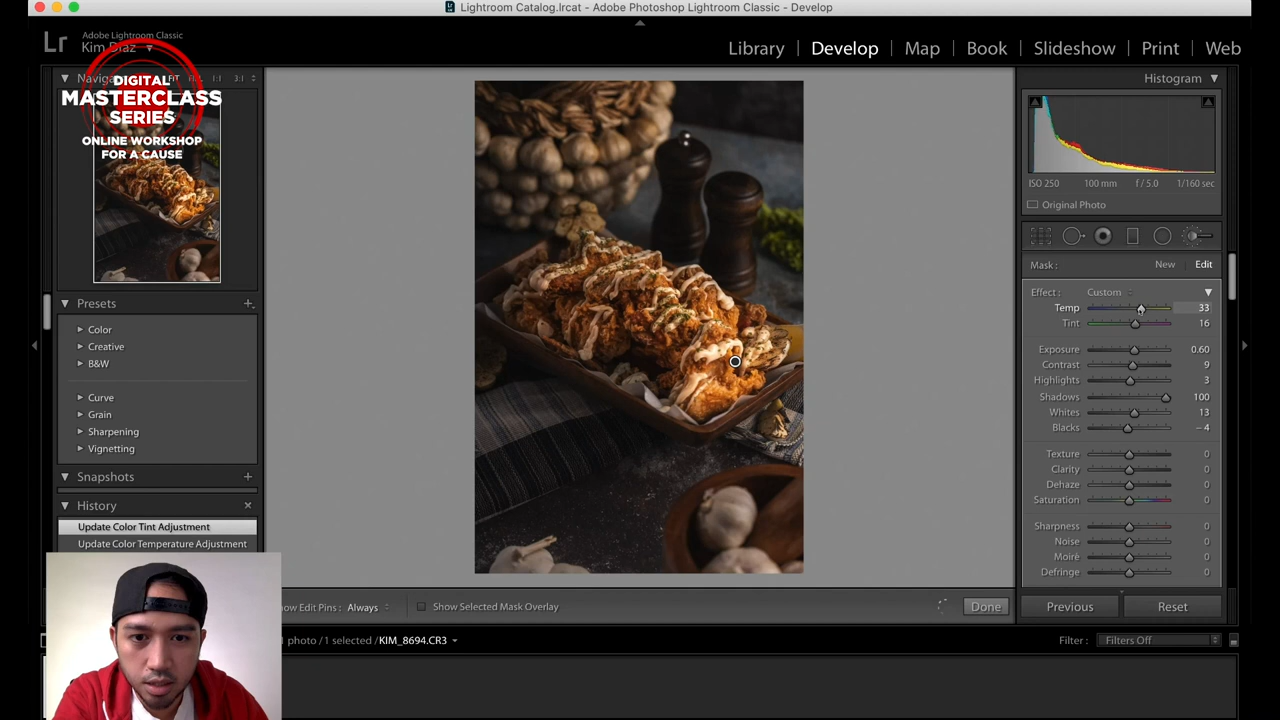 Lightroom Catalog.lrcat - Adobe Photoshop Lightroom Classic - Develop
Lr
Adobe Lightroom Classic
Kim Diaz
Library | Develop | Map | Book | Slideshow | Print | Web
DIGITAL
MASTERCLASS
SERIES
ONLINE WORKSHOP
FOR A CAUSE
1:1
3:1
Presets
Color
Creative
B&W
Curve
Grain
Sharpening
Vignetting
Snapshots
History
Update Color Tint Adjustment
Update Color Temperature Adjustment
Histogram
ISO 250 100 mm f / 5.0 1/160 sec
Original Photo
Mask : New Edit
Effect : Custom
Temp 33
Tint 16
Exposure 0.60
Contrast 9
Highlights 3
Shadows 100
Whites 13
Blacks – 4
Texture 0
Clarity 0
Dehaze 0
Saturation 0
Sharpness 0
Noise 0
Moiré 0
Defringe 0
Edit Pins : Always
Show Selected Mask Overlay
Done
Previous
Reset
photo / 1 selected / KIM_8694.CR3
Filter : Filters Off